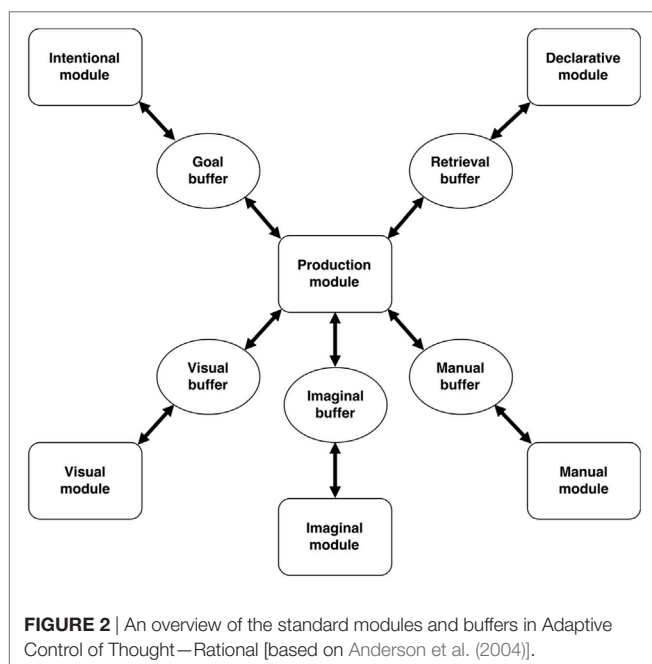 Intentional
module
Declarative
module
Goal
buffer
Retrieval
buffer
Production
module
Visual
buffer
Imaginal
buffer
Manual
buffer
Visual
module
Imaginal
module
Manual
module
FIGURE 2 | An overview of the standard modules and buffers in Adaptive
Control of Thought—Rational [based on Anderson et al. (2004)].